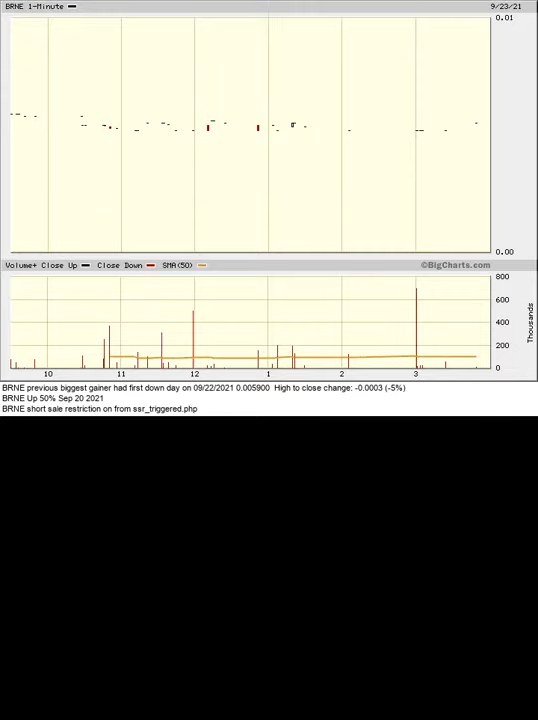 BRNE 1-Minute 9/23/21
0.01
0.00
Volume+ Close Up Close Down SMA(50) ©BigCharts.com
800
600
400
200
0
Thousands
10 11 12 1 2 3
BRNE previous biggest gainer had first down day on 09/22/2021 0.005900 High to close change: -0.0003 (-5%)
BRNE Up 50% Sep 20 2021
BRNE short sale restriction on from ssr_triggered.php